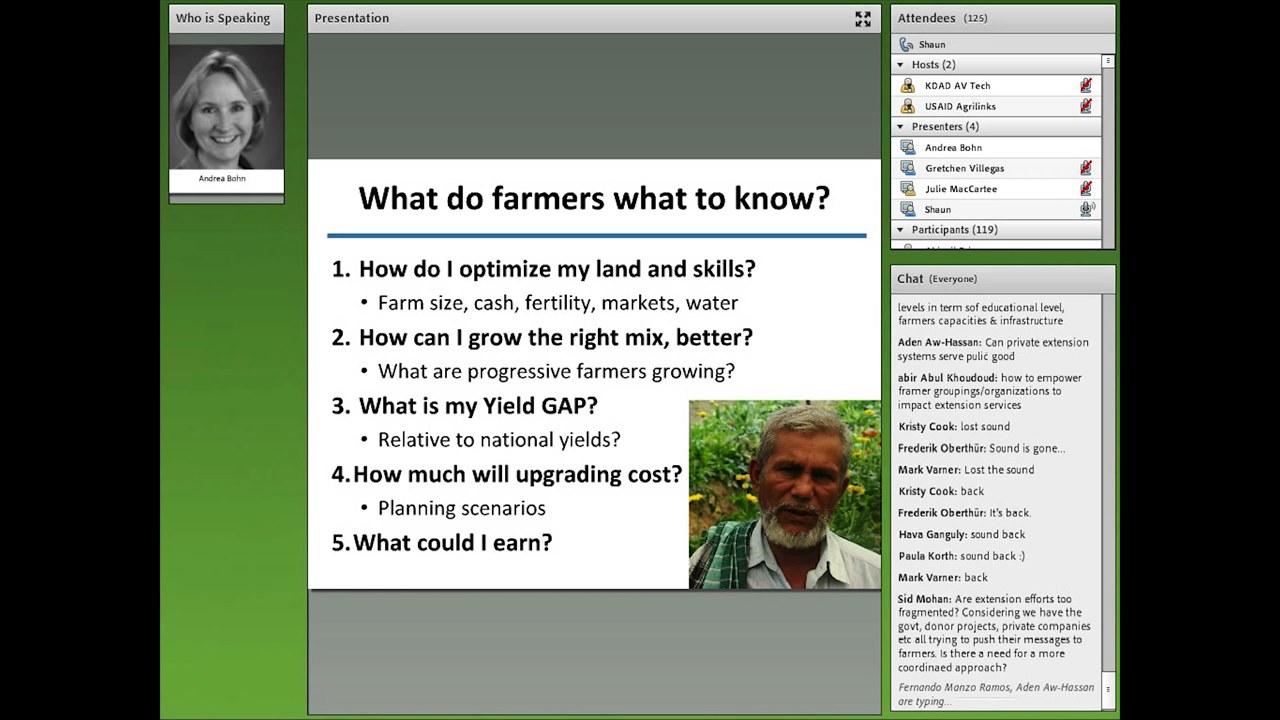 Who is Speaking
Andrea Bohn
Presentation
What do farmers what to know?
1. How do I optimize my land and skills?
• Farm size, cash, fertility, markets, water
2. How can I grow the right mix, better?
• What are progressive farmers growing?
3. What is my Yield GAP?
• Relative to national yields?
4.How much will upgrading cost?
• Planning scenarios
5.What could I earn?
Attendees (125)
Shaun
Hosts (2)
KDAD AV Tech
USAID Agrilinks
Presenters (4)
Andrea Bohn
Gretchen Villegas
Julie MacCartee
Shaun
Participants (119)
Chat (Everyone)
levels in term sof educational level,
farmers capacities & infrastructure
Aden Aw-Hassan: Can private extension
systems serve pulic good
abir Abul Khoudoud: how to empower
framer groupings/organizations to
impact extension services
Kristy Cook: lost sound
Frederik Oberthür: Sound is gone...
Mark Varner: Lost the sound
Kristy Cook: back
Frederik Oberthür: It's back.
Hava Ganguly: sound back
Paula Korth: sound back :)
Mark Varner: back
Sid Mohan: Are extension efforts too
fragmented? Considering we have the
govt, donor projects, private companies
etc all trying to push their messages to
farmers. Is there a need for a more
coordinaed approach?
Fernando Manzo Ramos, Aden Aw-Hassan
are typing...